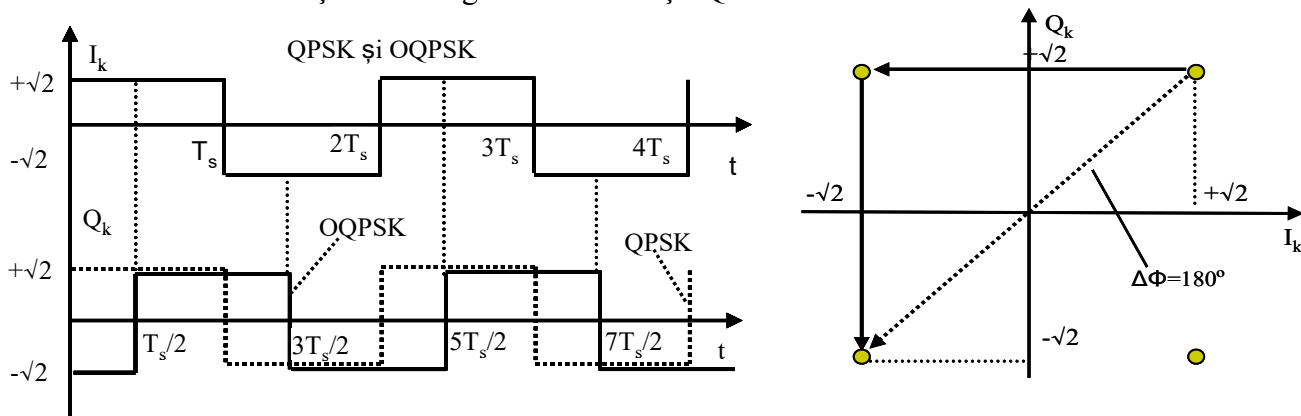 I_k
QPSK și OQPSK
+√2
-√2
T_s
2T_s
3T_s
4T_s
t
Q_k
OQPSK
QPSK
+√2
T_s/2
3T_s/2
5T_s/2
7T_s/2
t
-√2
Q_k
+√2
-√2
+√2
I_k
ΔΦ=180º
-√2